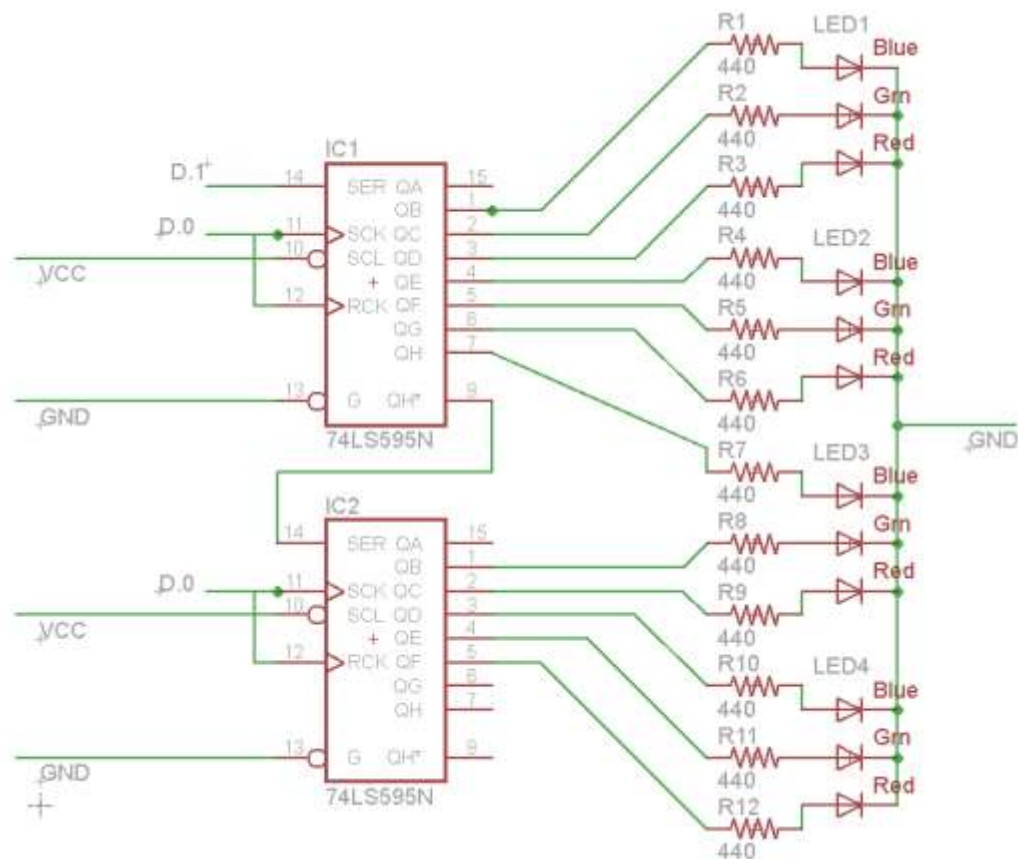 R1
440
LED1
Blue
R2
440
Grn
R3
440
Red
IC1
D.1
14
SER QA
15
QB
1
D.0
11
SCK QC
2
10
SCL QD
3
VCC
QE
4
12
RCK QF
5
QG
6
QH
7
GND
13
G QH*
9
74LS595N
R4
440
LED2
Blue
R5
440
Grn
R6
440
Red
GND
R7
440
LED3
Blue
R8
440
Grn
R9
440
Red
IC2
14
SER QA
15
QB
1
D.0
11
SCK QC
2
10
SCL QD
3
VCC
QE
4
12
RCK QF
5
QG
6
QH
7
GND
13
G QH*
9
74LS595N
R10
440
LED4
Blue
R11
440
Grn
R12
440
Red